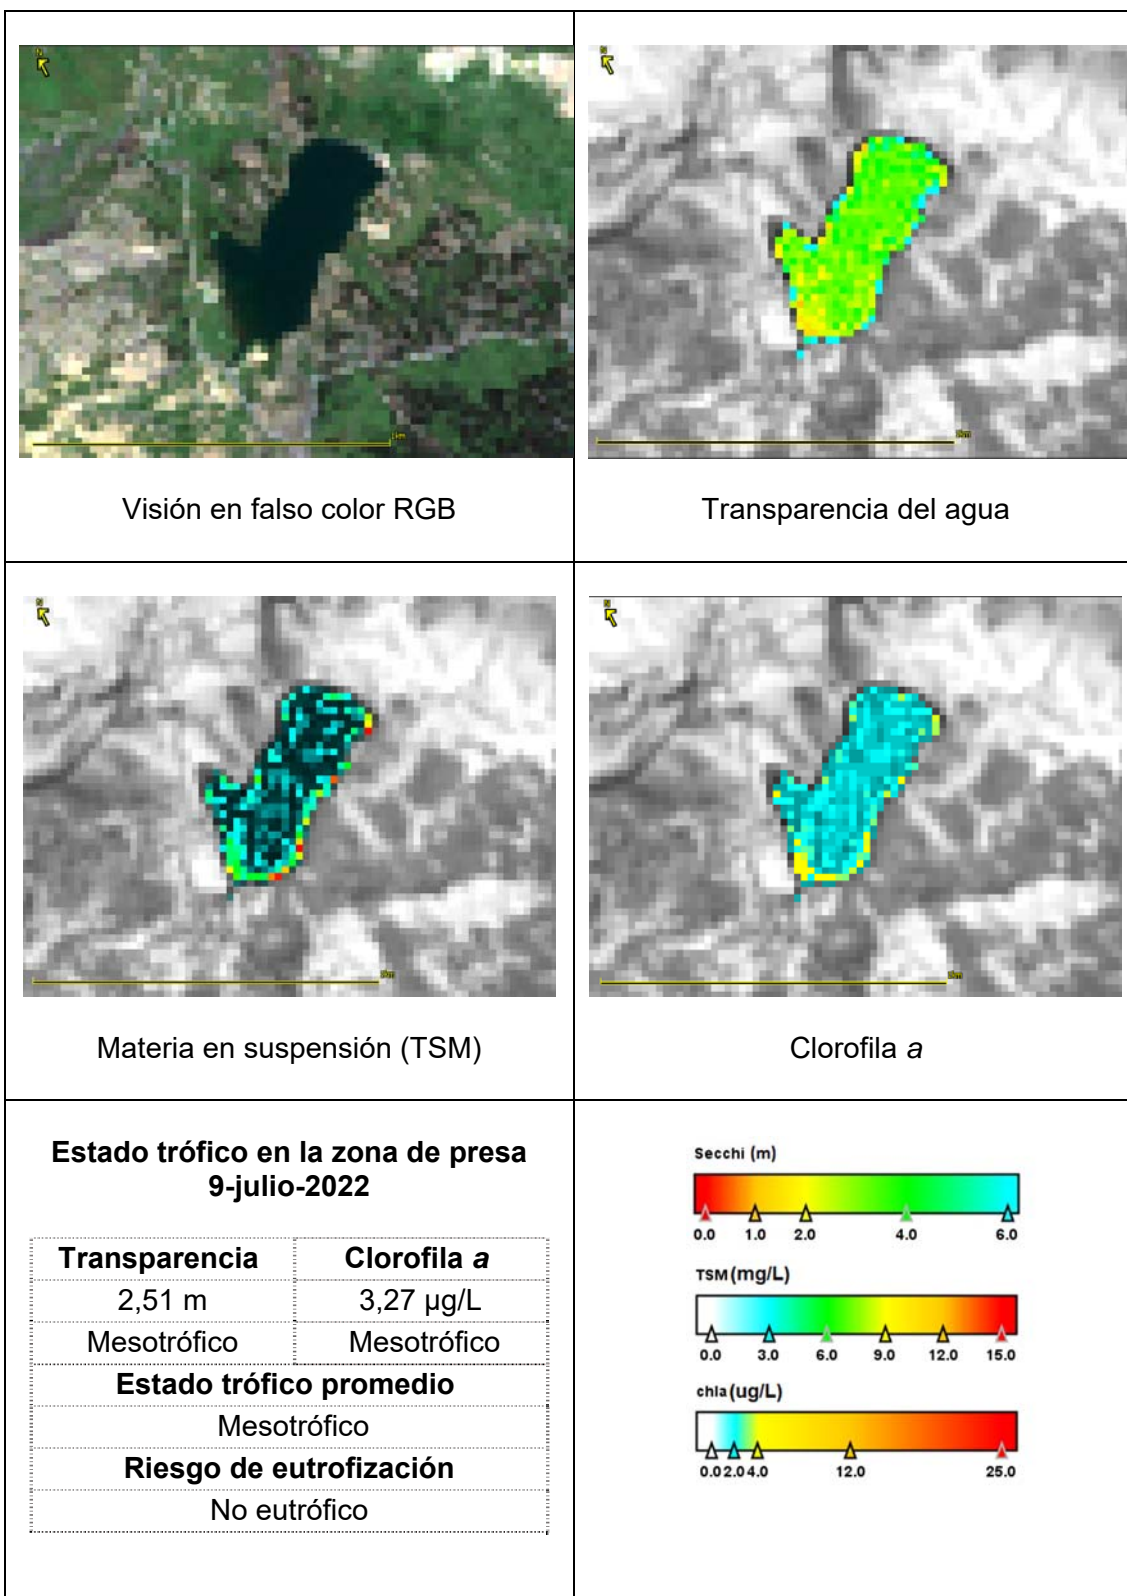 N
1km
N
1km
Visión en falso color RGB
Transparencia del agua
N
1km
N
1km
Materia en suspensión (TSM)
Clorofila a
Estado trófico en la zona de presa
9-julio-2022
Transparencia Clorofila a
2,51 m 3,27 µg/L
Mesotrófico Mesotrófico
Estado trófico promedio
Mesotrófico
Riesgo de eutrofización
No eutrófico
Secchi (m)
0.0 1.0 2.0 4.0 6.0
TSM (mg/L)
0.0 3.0 6.0 9.0 12.0 15.0
chla (ug/L)
0.0 2.0 4.0 12.0 25.0